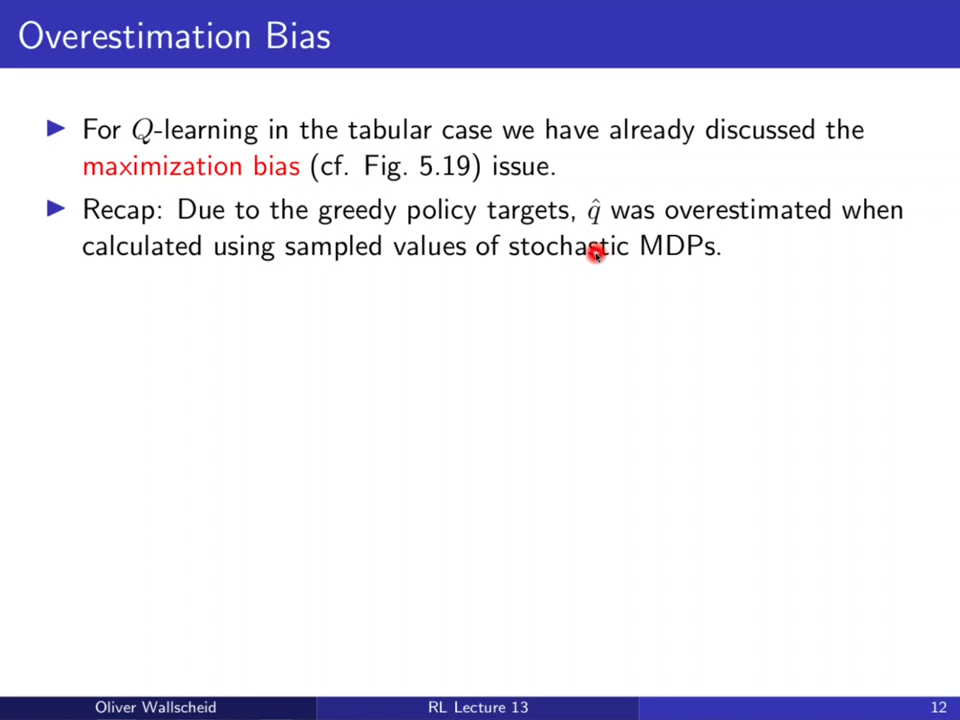 Overestimation Bias
▶ For Q-learning in the tabular case we have already discussed the
maximization bias (cf. Fig. 5.19) issue.
▶ Recap: Due to the greedy policy targets, q̂ was overestimated when
calculated using sampled values of stochastic MDPs.
Oliver Wallscheid
RL Lecture 13
12